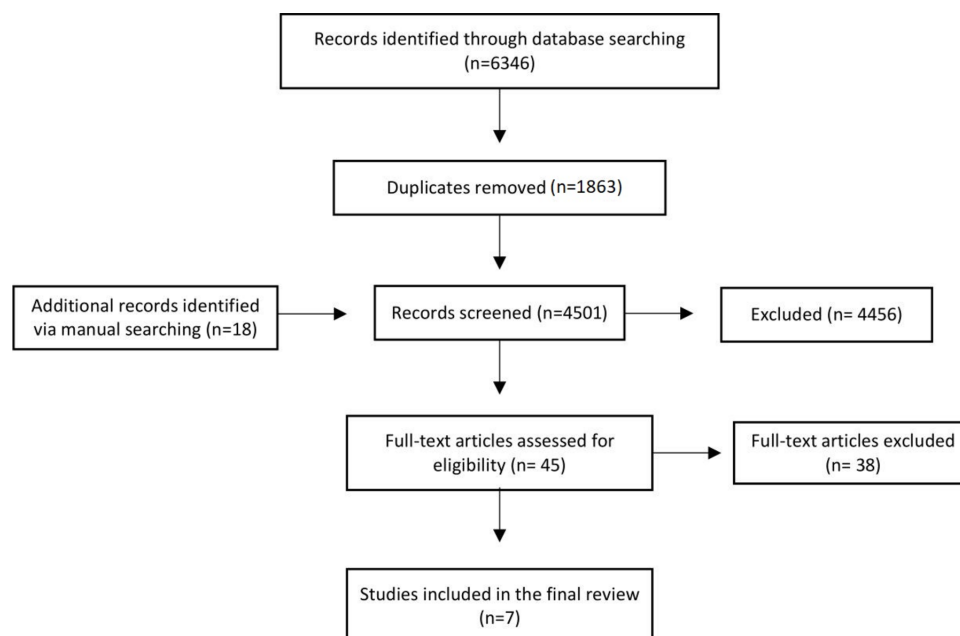 Records identified through database searching
(n=6346)
Duplicates removed (n=1863)
Additional records identified
via manual searching (n=18)
Records screened (n=4501)
Excluded (n= 4456)
Full-text articles assessed for
eligibility (n= 45)
Full-text articles excluded
(n= 38)
Studies included in the final review
(n=7)